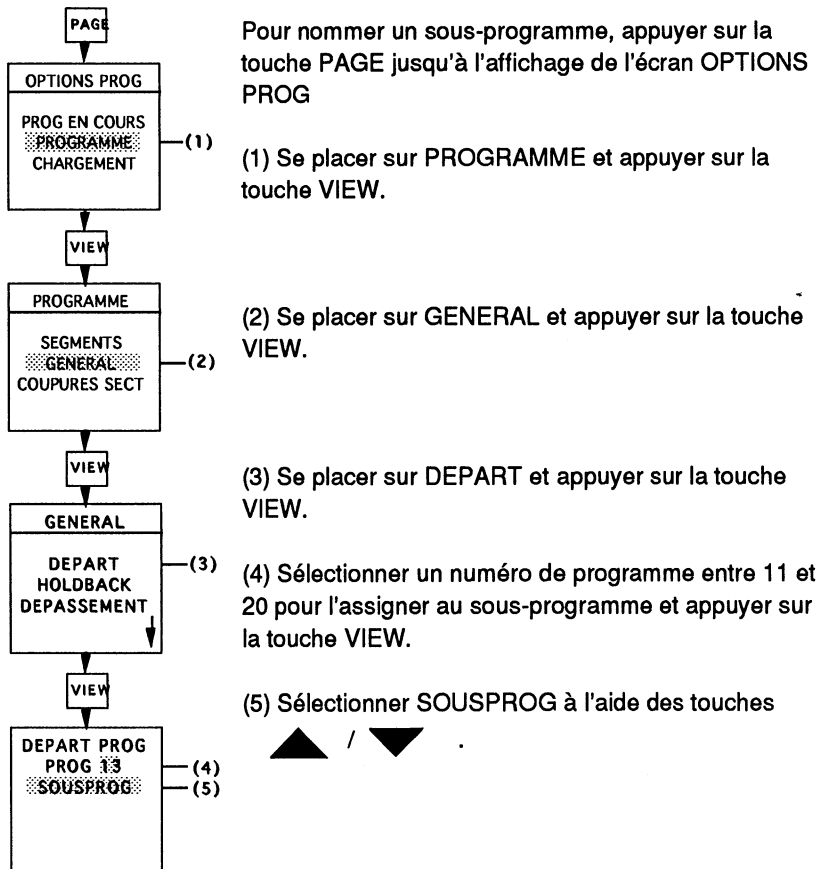 PAGE
OPTIONS PROG
PROG EN COURS
PROGRAMME
CHARGEMENT
(1)
VIEW
PROGRAMME
SEGMENTS
GENERAL
COUPURES SECT
(2)
VIEW
GENERAL
DEPART
HOLDBACK
DEPASSEMENT
(3)
VIEW
DEPART PROG
PROG 13
SOUSPROG
(4)
(5)
Pour nommer un sous-programme, appuyer sur la
touche PAGE jusqu'à l'affichage de l'écran OPTIONS
PROG
(1) Se placer sur PROGRAMME et appuyer sur la
touche VIEW.
(2) Se placer sur GENERAL et appuyer sur la touche
VIEW.
(3) Se placer sur DEPART et appuyer sur la touche
VIEW.
(4) Sélectionner un numéro de programme entre 11 et
20 pour l'assigner au sous-programme et appuyer sur
la touche VIEW.
(5) Sélectionner SOUSPROG à l'aide des touches
▲ / ▼ .